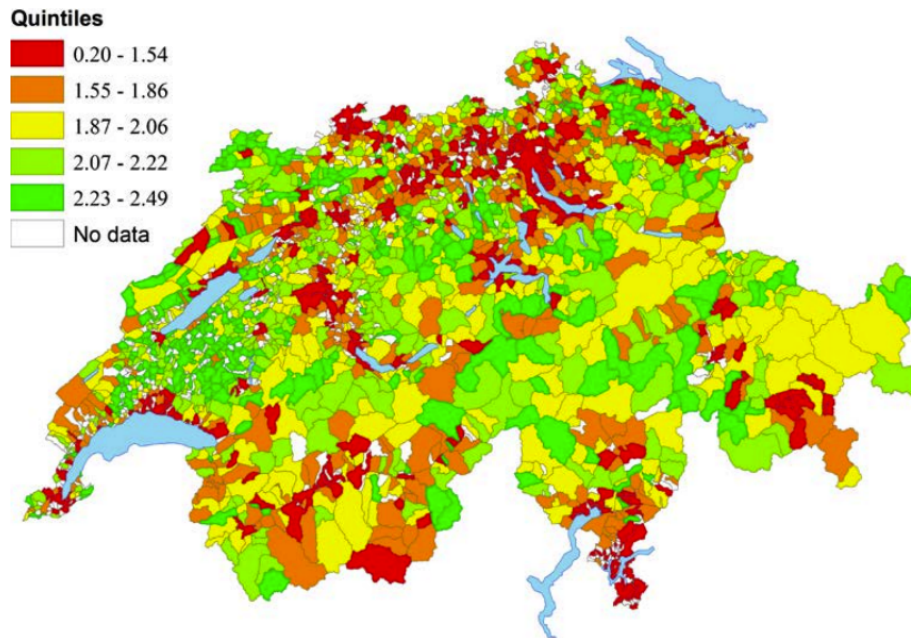 Quintiles
0.20 - 1.54
1.55 - 1.86
1.87 - 2.06
2.07 - 2.22
2.23 - 2.49
No data